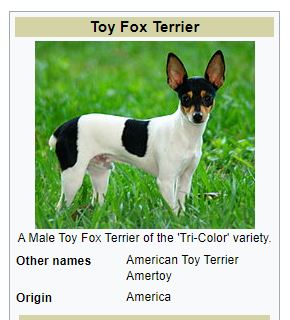 Toy Fox Terrier
A Male Toy Fox Terrier of the 'Tri-Color' variety.
Other names American Toy Terrier
Amertoy
Origin America